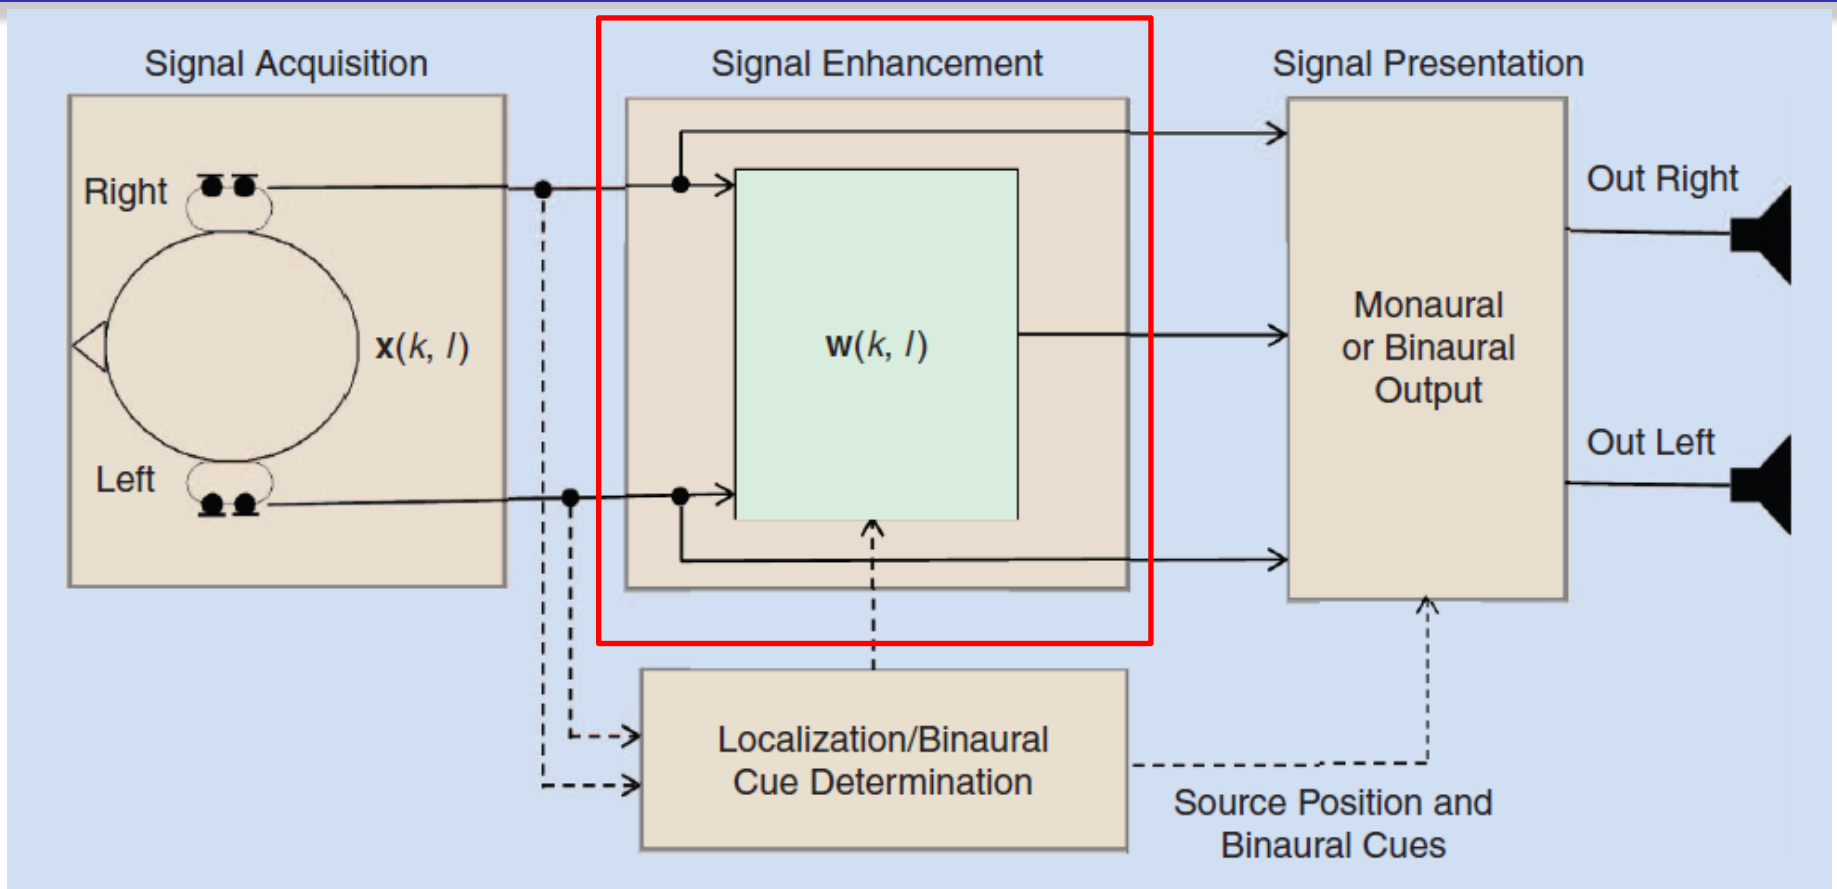 Signal Acquisition
Signal Enhancement
Signal Presentation
Right
x(k, l)
Left
w(k, l)
Monaural
or Binaural
Output
Out Right
Out Left
Localization/Binaural
Cue Determination
Source Position and
Binaural Cues